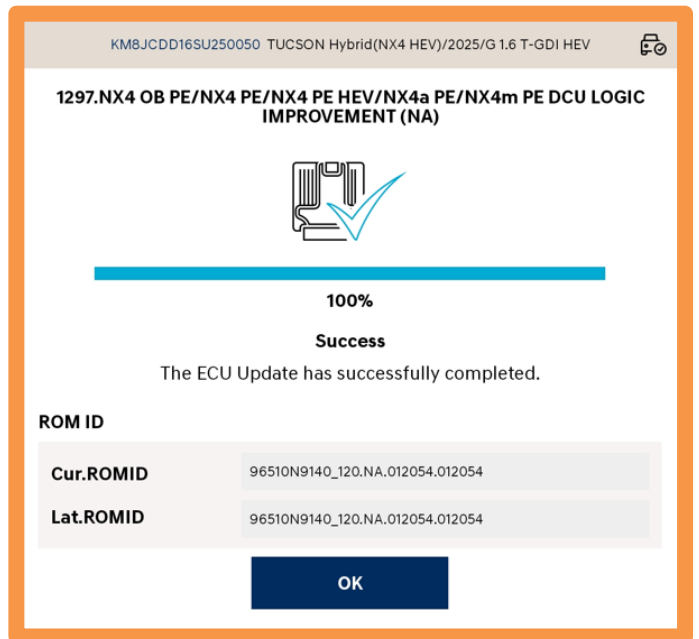 KM8JCDD16SU250050 TUCSON Hybrid(NX4 HEV)/2025/G 1.6 T-GDI HEV
1297.NX4 OB PE/NX4 PE/NX4 PE HEV/NX4a PE/NX4m PE DCU LOGIC
IMPROVEMENT (NA)
100%
Success
The ECU Update has successfully completed.
ROM ID
Cur.ROMID 96510N9140_120.NA.012054.012054
Lat.ROMID 96510N9140_120.NA.012054.012054
OK